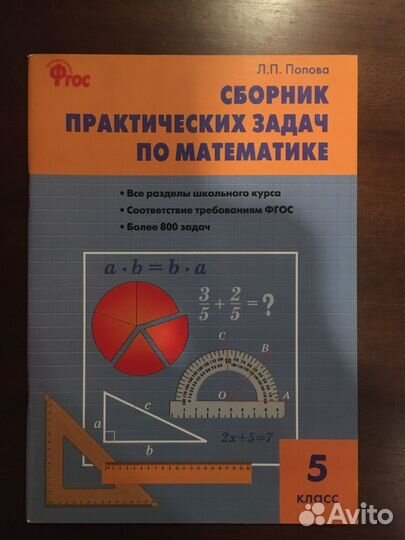 ФГОС
Л.П. Попова
СБОРНИК
ПРАКТИЧЕСКИХ ЗАДАЧ
ПО МАТЕМАТИКЕ
• Все разделы школьного курса
• Соответствие требованиям ФГОС
• Более 800 задач
a · b = b · a
3/5 + 2/5 = ?
C
B
O
A
a
c
b
2x+5=7
5
класс
Avito